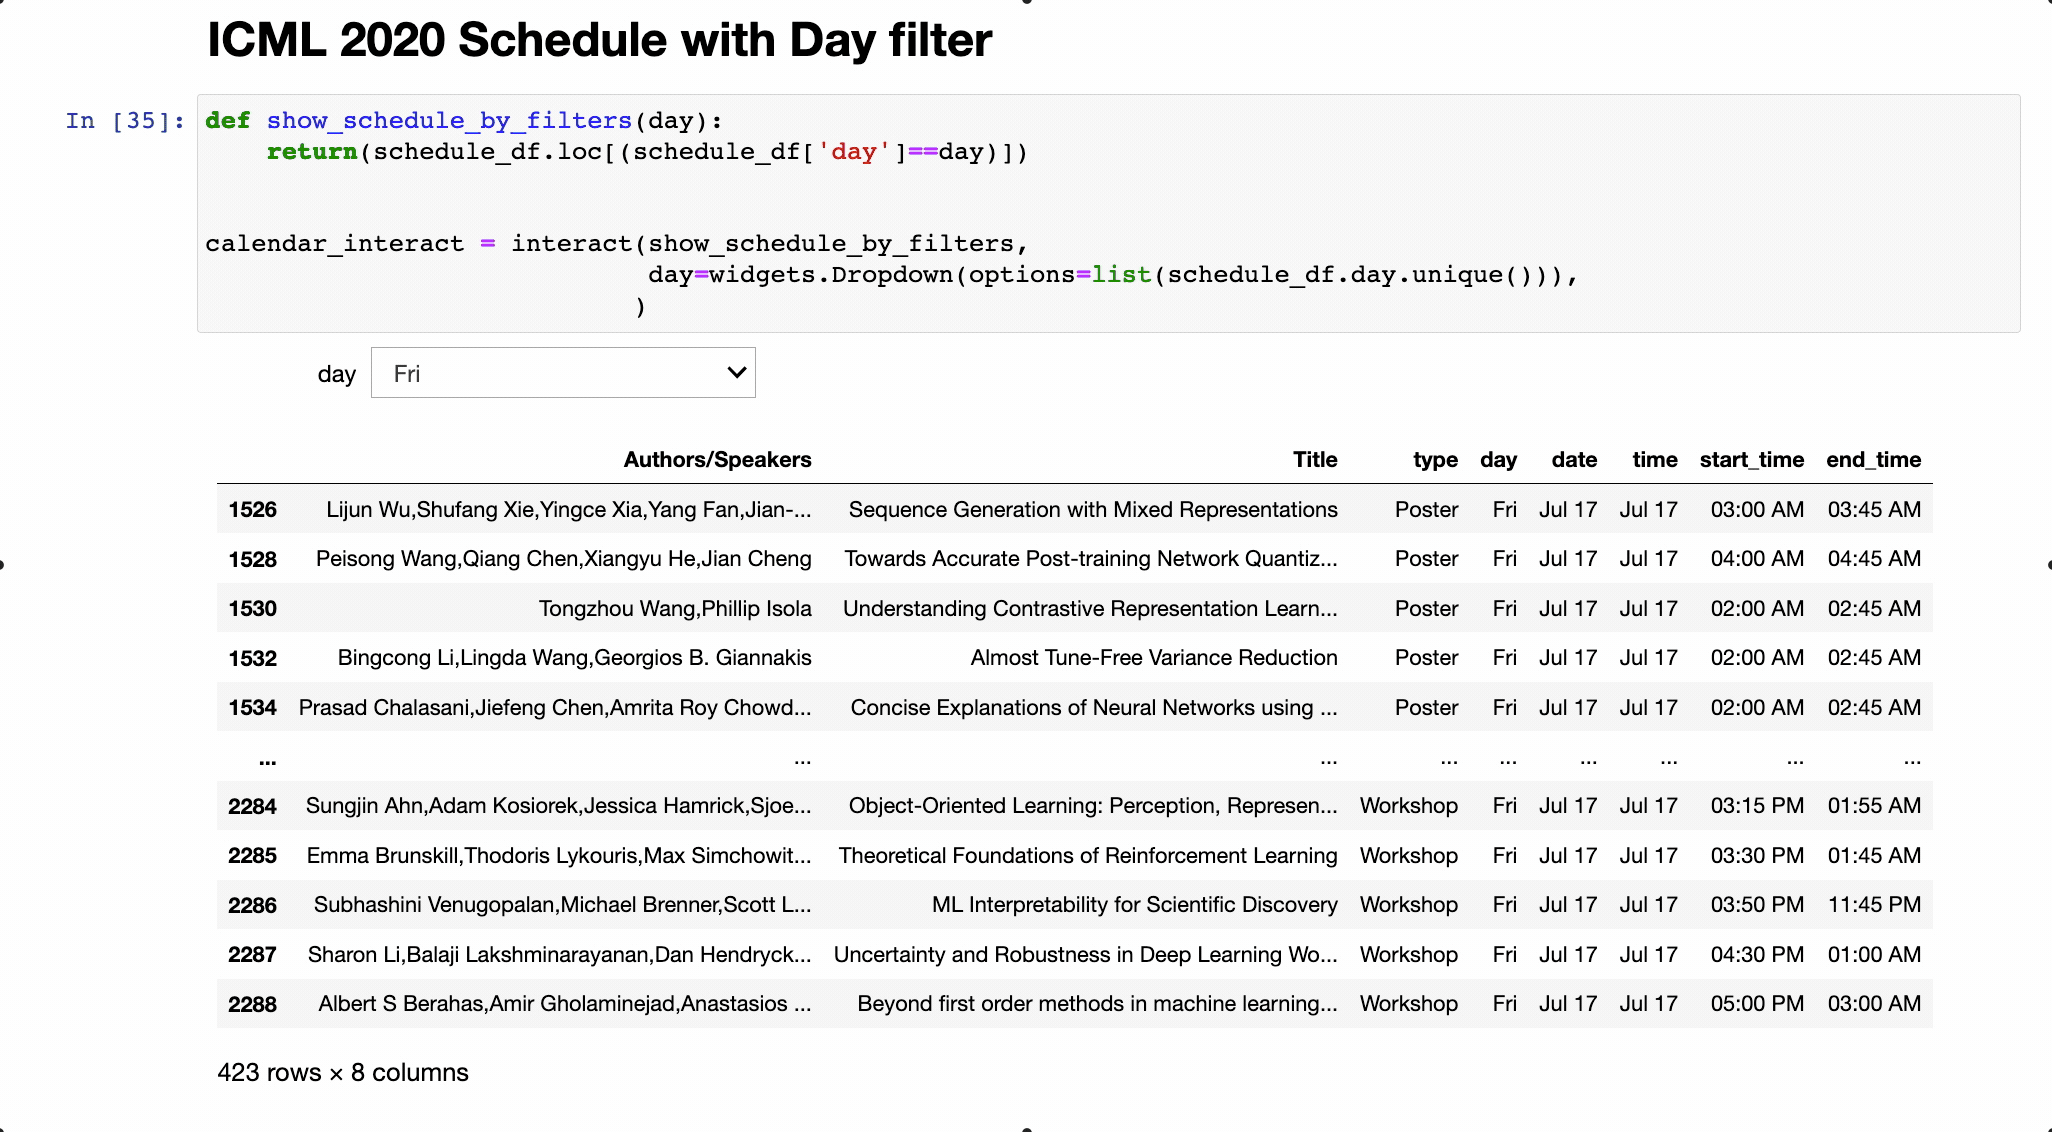 ICML 2020 Schedule with Day filter
In [35]: def show_schedule_by_filters(day):
return(schedule_df.loc[(schedule_df['day']==day)])
calendar_interact = interact(show_schedule_by_filters,
day=widgets.Dropdown(options=list(schedule_df.day.unique())),
)
day Fri
Authors/Speakers Title type day date time start_time end_time
1526 Lijun Wu,Shufang Xie,Yingce Xia,Yang Fan,Jian-... Sequence Generation with Mixed Representations Poster Fri Jul 17 Jul 17 03:00 AM 03:45 AM
1528 Peisong Wang,Qiang Chen,Xiangyu He,Jian Cheng Towards Accurate Post-training Network Quantiz... Poster Fri Jul 17 Jul 17 04:00 AM 04:45 AM
1530 Tongzhou Wang,Phillip Isola Understanding Contrastive Representation Learn... Poster Fri Jul 17 Jul 17 02:00 AM 02:45 AM
1532 Bingcong Li,Lingda Wang,Georgios B. Giannakis Almost Tune-Free Variance Reduction Poster Fri Jul 17 Jul 17 02:00 AM 02:45 AM
1534 Prasad Chalasani,Jiefeng Chen,Amrita Roy Chowd... Concise Explanations of Neural Networks using ... Poster Fri Jul 17 Jul 17 02:00 AM 02:45 AM
... ... ... ... ... ... ... ... ...
2284 Sungjin Ahn,Adam Kosiorek,Jessica Hamrick,Sjoe... Object-Oriented Learning: Perception, Represen... Workshop Fri Jul 17 Jul 17 03:15 PM 01:55 AM
2285 Emma Brunskill,Thodoris Lykouris,Max Simchowit... Theoretical Foundations of Reinforcement Learning Workshop Fri Jul 17 Jul 17 03:30 PM 01:45 AM
2286 Subhashini Venugopalan,Michael Brenner,Scott L... ML Interpretability for Scientific Discovery Workshop Fri Jul 17 Jul 17 03:50 PM 11:45 PM
2287 Sharon Li,Balaji Lakshminarayanan,Dan Hendryck... Uncertainty and Robustness in Deep Learning Wo... Workshop Fri Jul 17 Jul 17 04:30 PM 01:00 AM
2288 Albert S Berahas,Amir Gholaminejad,Anastasios ... Beyond first order methods in machine learning... Workshop Fri Jul 17 Jul 17 05:00 PM 03:00 AM
423 rows × 8 columns